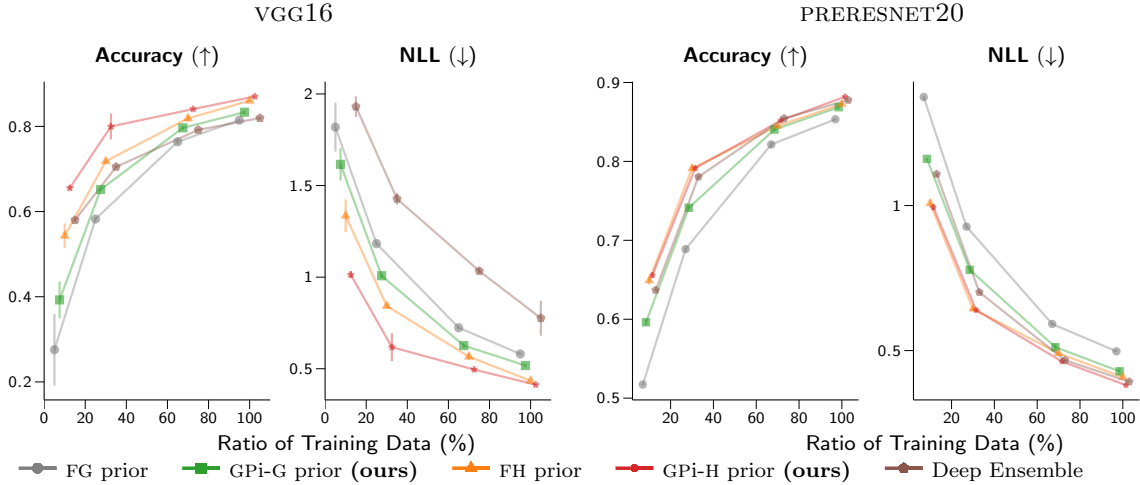 VGG16
PRERESNET20
Accuracy (↑)
NLL (↓)
Accuracy (↑)
NLL (↓)
0.8
0.6
0.4
0.2
0 20 40 60 80 100
2
1.5
1
0.5
20 40 60 80 100
0.9
0.8
0.7
0.6
0.5
20 40 60 80 100
1
0.5
20 40 60 80 100
Ratio of Training Data (%)
Ratio of Training Data (%)
FG prior
GPi-G prior (ours)
FH prior
GPi-H prior (ours)
Deep Ensemble